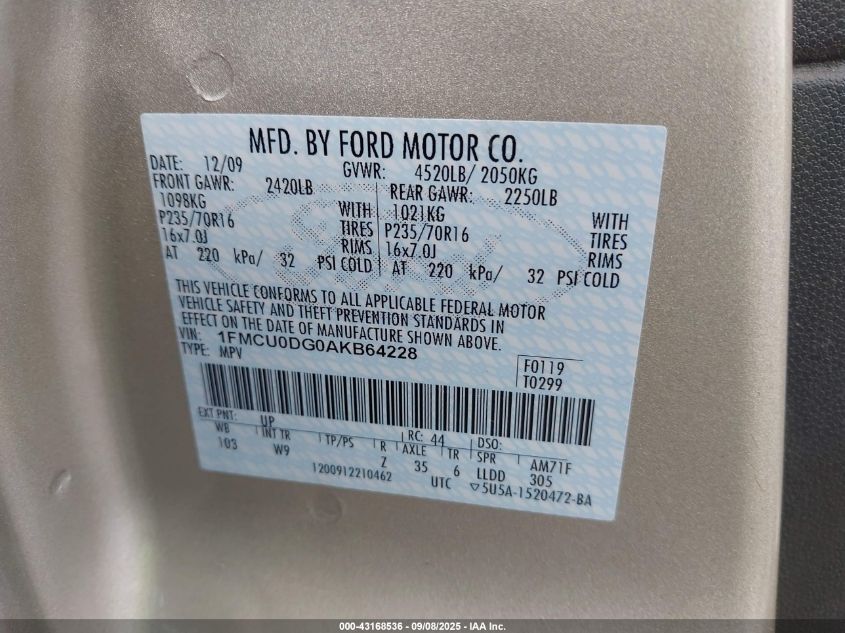 MFD. BY FORD MOTOR CO.
DATE: 12/09 GVWR: 4520LB/ 2050KG
FRONT GAWR: 2420LB REAR GAWR: 2250LB
1098KG WITH 1021KG WITH
P235/70R16 TIRES P235/70R16 TIRES
16x7.0J RIMS 16x7.0J RIMS
AT 220 kPa/ 32 PSI COLD AT 220 kPa/ 32 PSI COLD
THIS VEHICLE CONFORMS TO ALL APPLICABLE FEDERAL MOTOR
VEHICLE SAFETY AND THEFT PREVENTION STANDARDS IN
EFFECT ON THE DATE OF MANUFACTURE SHOWN ABOVE.
VIN: 1FMCU0DG0AKB64228
TYPE: MPV
F0119
T0299
EXT PNT: UP RC: 44 DSO:
WB INT TR TP/PS R AXLE TR SPR AM71F
103 W9 Z 35 6 LLDD 305
1200912210462 UTC ▽5U5A-1520472-BA
000-43168536 - 09/08/2025 - IAA Inc.